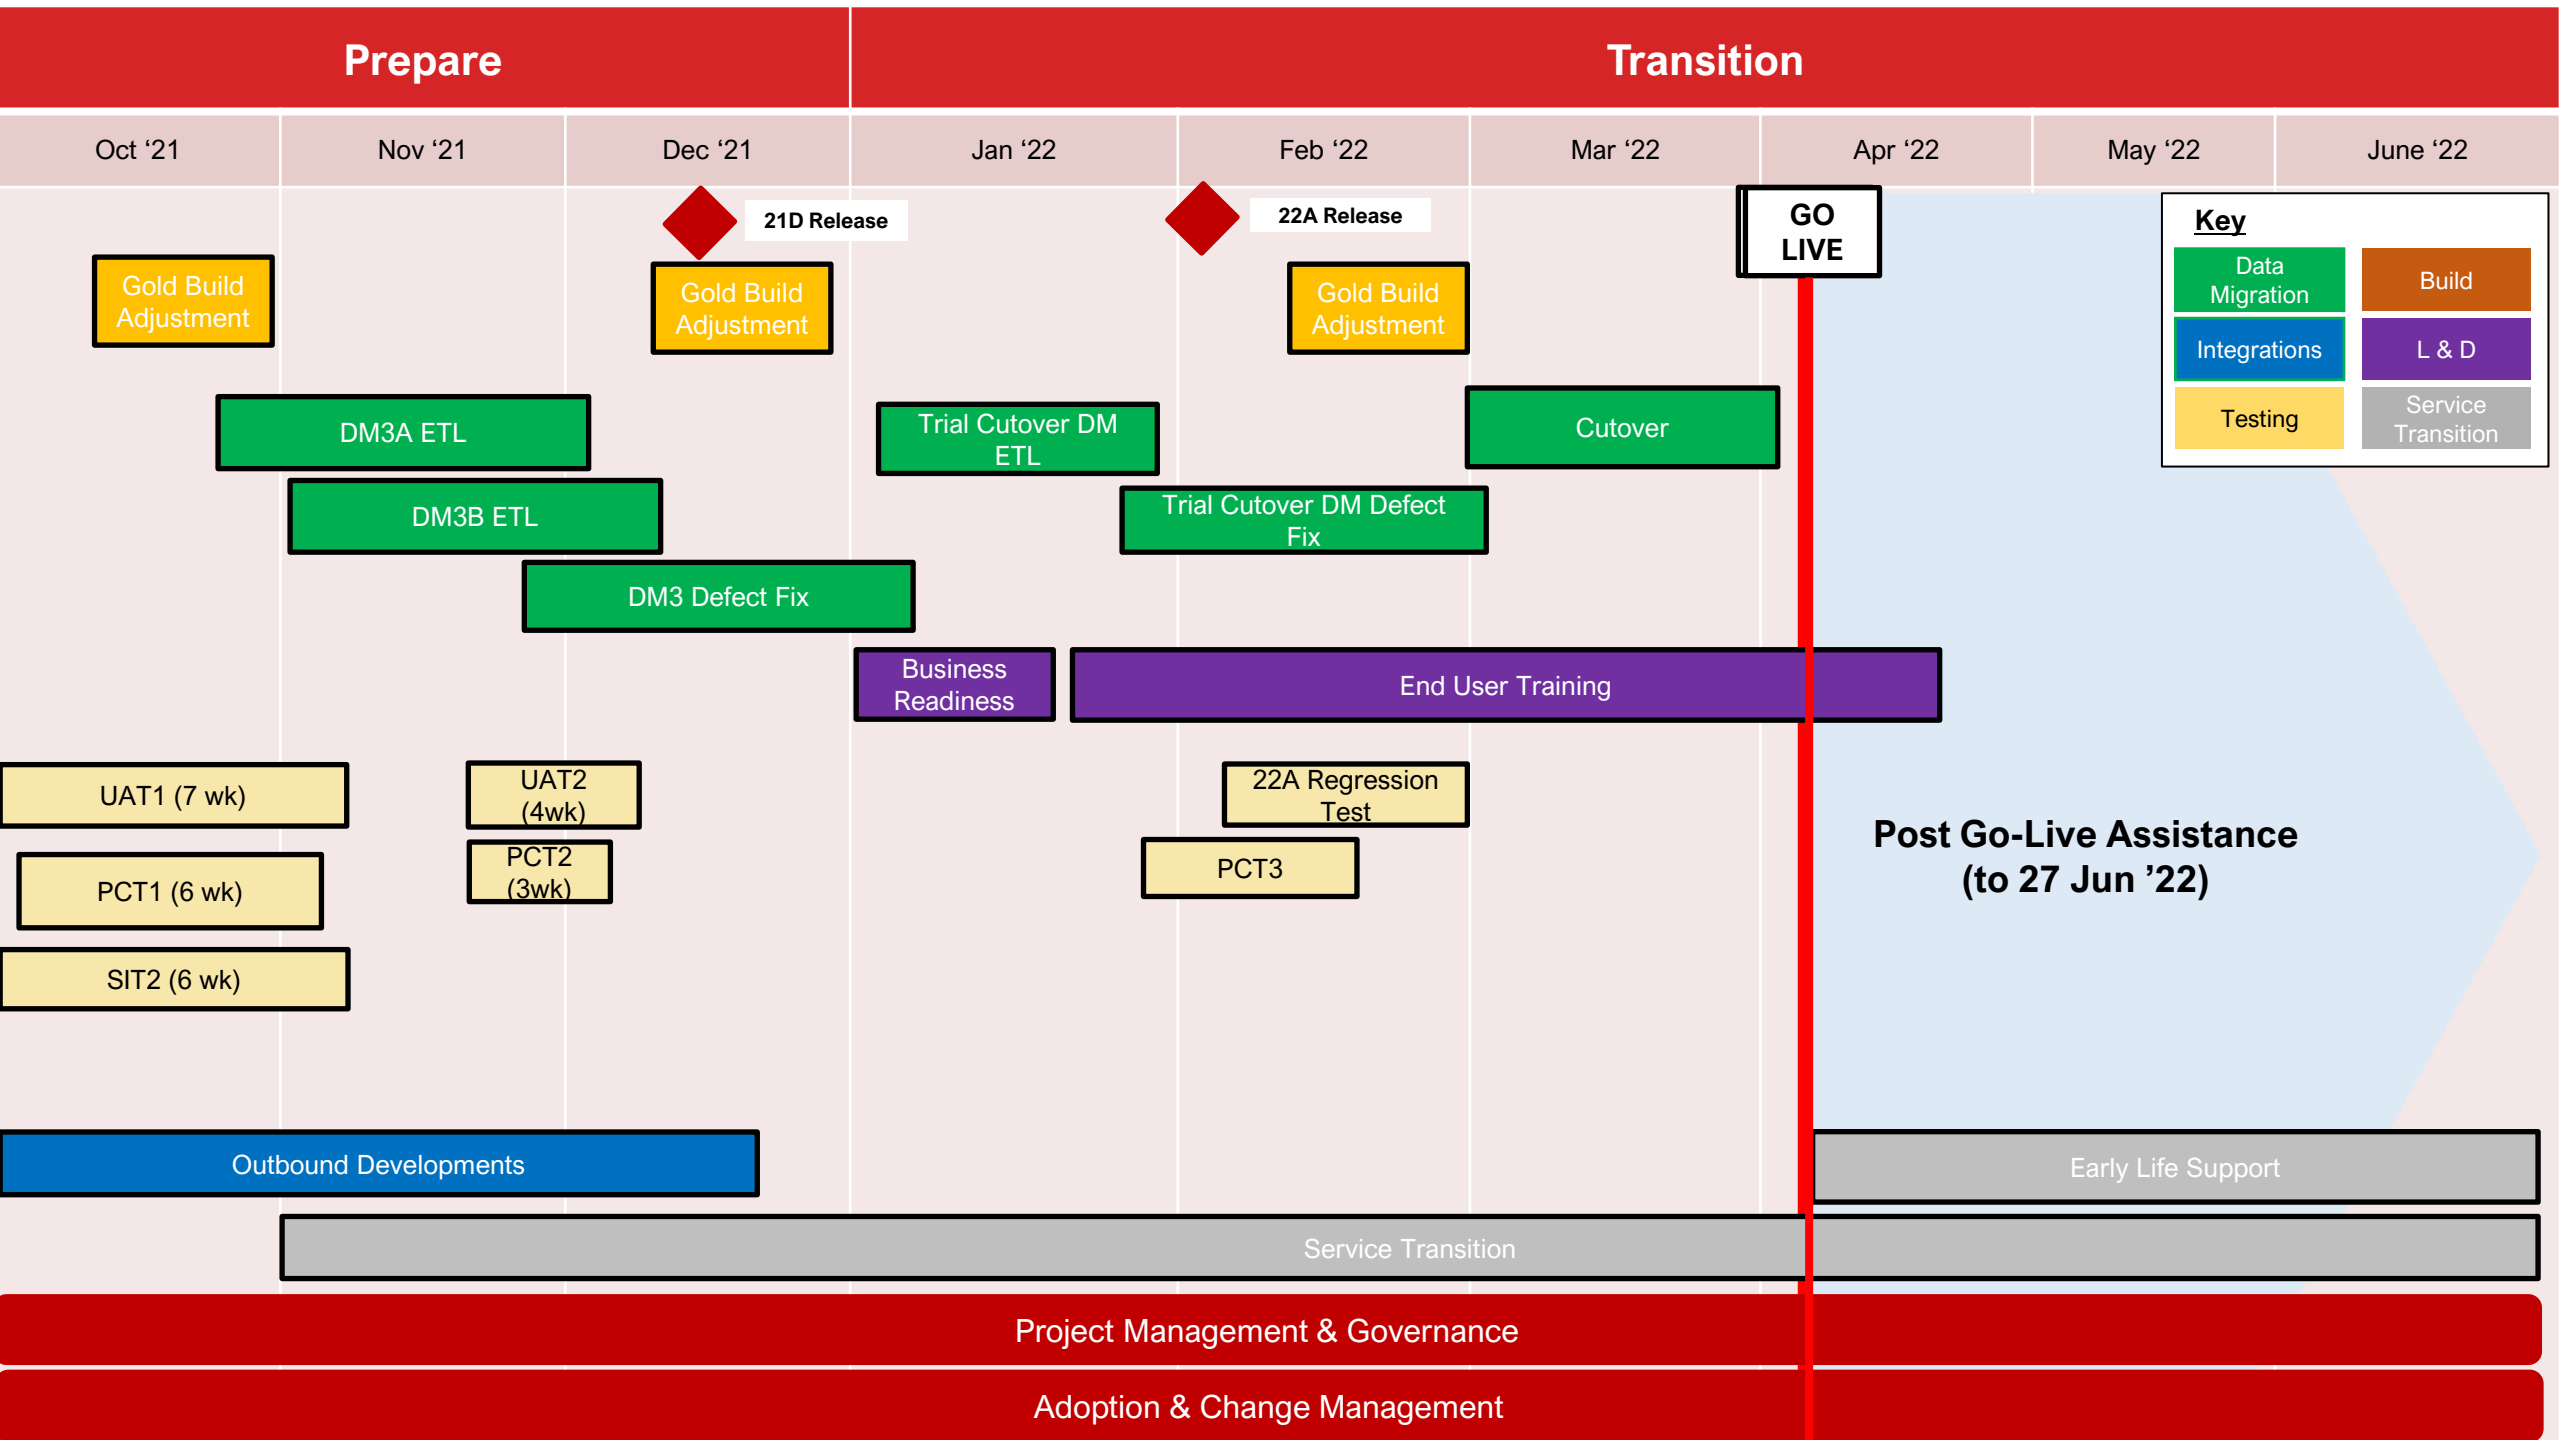 Prepare
Transition
Oct ‘21
Nov ‘21
Dec ‘21
Jan ‘22
Feb ‘22
Mar ‘22
Apr ‘22
May ‘22
June ‘22
21D Release
22A Release
GO
LIVE
Key
Data
Migration
Build
Integrations
L & D
Testing
Service
Transition
Gold Build
Adjustment
Gold Build
Adjustment
Gold Build
Adjustment
DM3A ETL
Trial Cutover DM
ETL
Cutover
DM3B ETL
Trial Cutover DM Defect
Fix
DM3 Defect Fix
Business
Readiness
End User Training
UAT1 (7 wk)
UAT2
(4wk)
22A Regression
Test
PCT1 (6 wk)
PCT2
(3wk)
PCT3
Post Go-Live Assistance
(to 27 Jun ’22)
SIT2 (6 wk)
Outbound Developments
Early Life Support
Service Transition
Project Management & Governance
Adoption & Change Management